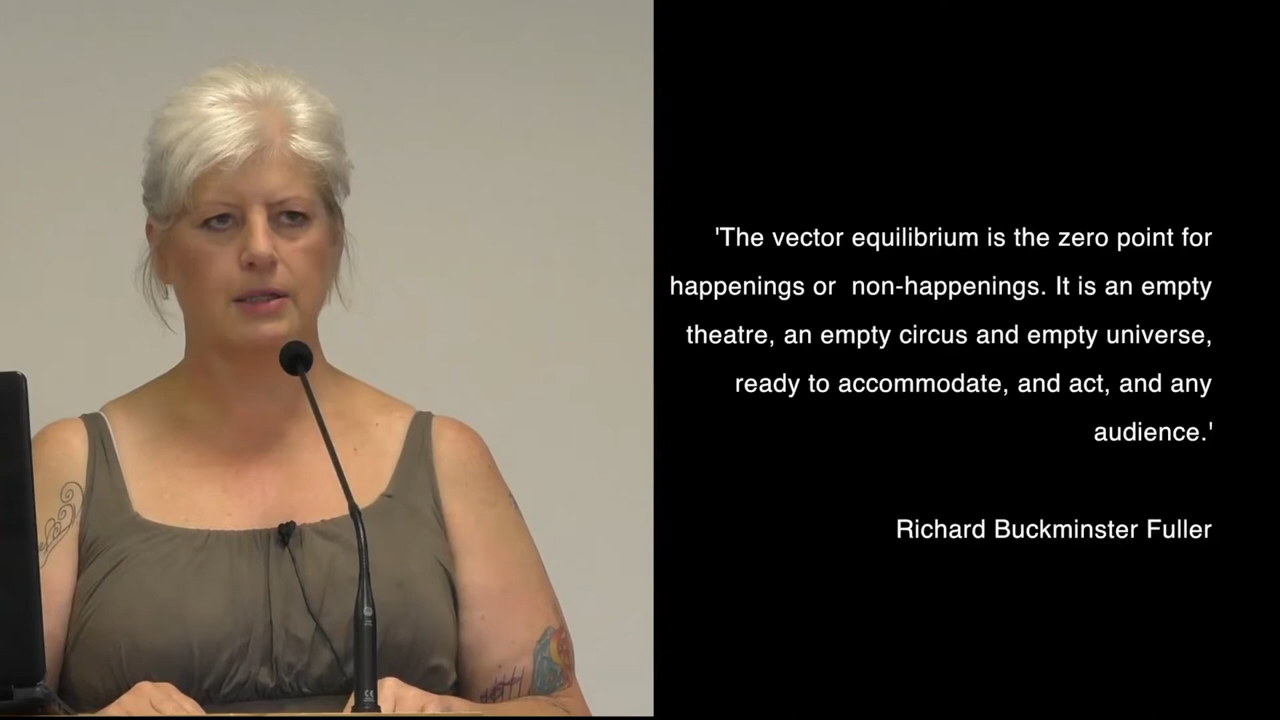 'The vector equilibrium is the zero point for
happenings or  non-happenings. It is an empty
theatre, an empty circus and empty universe,
ready to accommodate, and act, and any
audience.'
Richard Buckminster Fuller